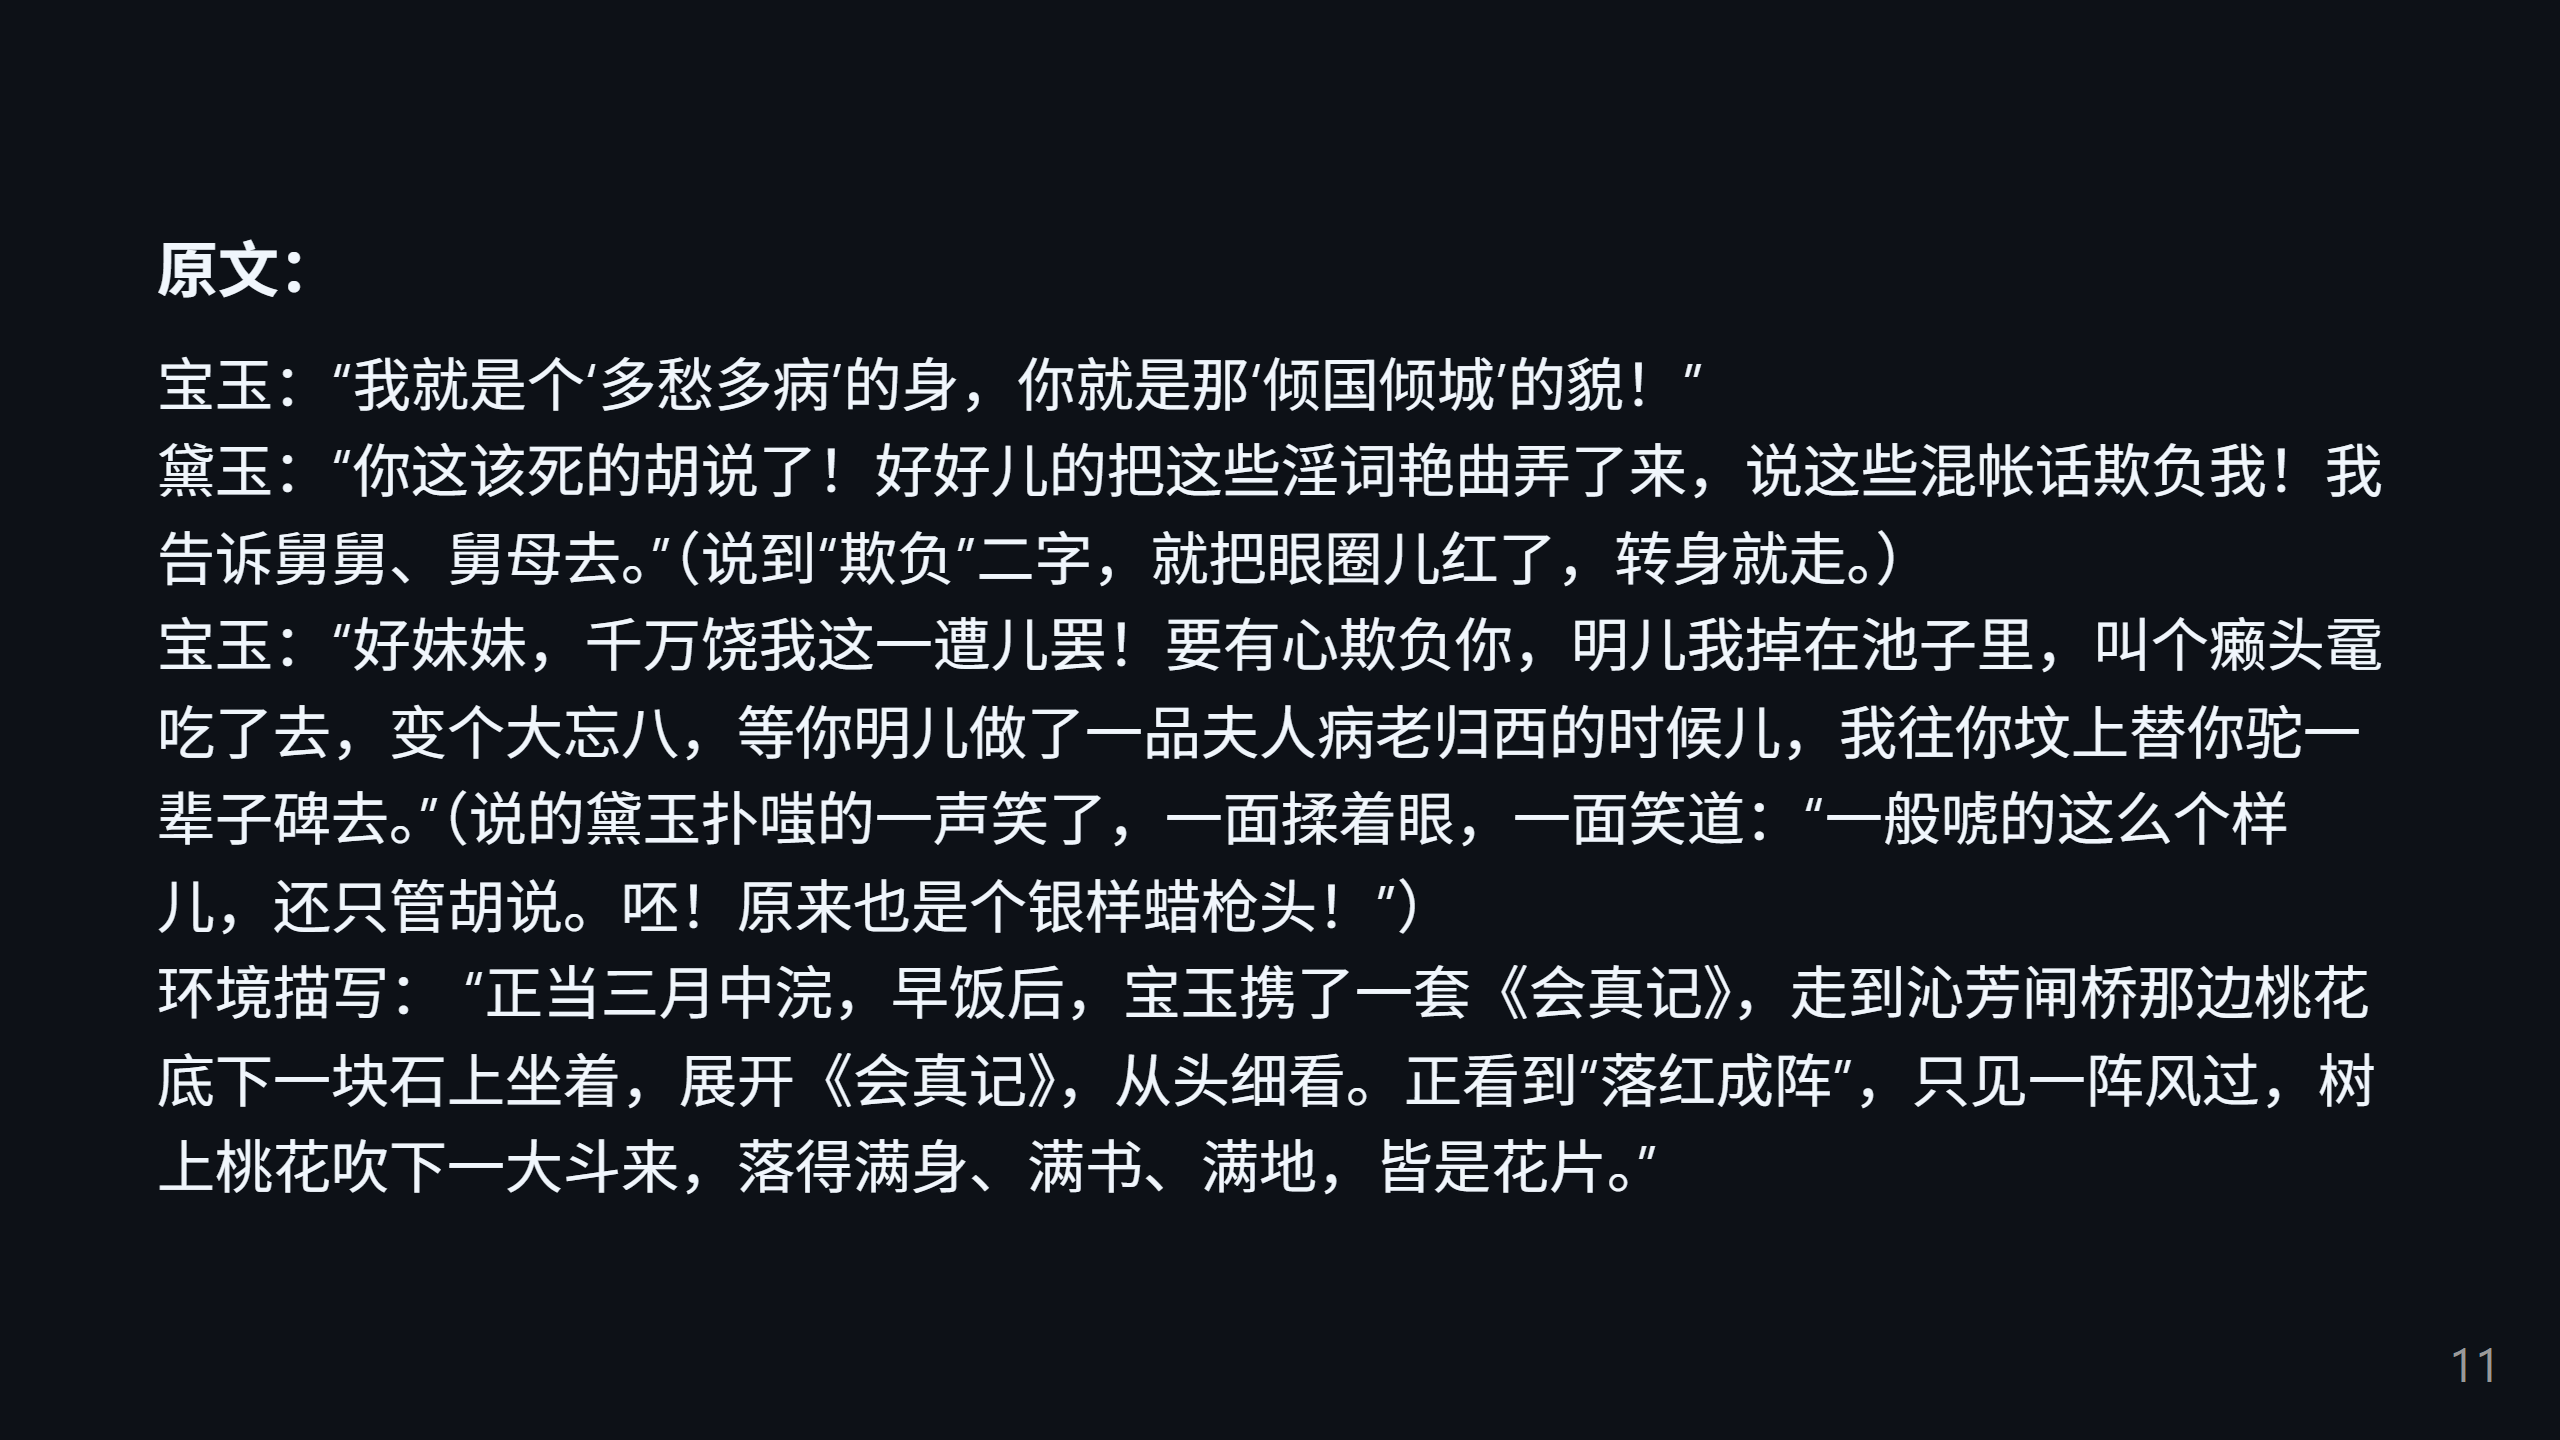 原文：
宝玉：“我就是个‘多愁多病’的身，你就是那‘倾国倾城’的貌！”
黛玉：“你这该死的胡说了！好好儿的把这些淫词艳曲弄了来，说这些混帐话欺负我！我
告诉舅舅、舅母去。”（说到“欺负”二字，就把眼圈儿红了，转身就走。）
宝玉：“好妹妹，千万饶我这一遭儿罢！要有心欺负你，明儿我掉在池子里，叫个癞头鼋
吃了去，变个大忘八，等你明儿做了一品夫人病老归西的时候儿，我往你坟上替你驼一
辈子碑去。”（说的黛玉扑嗤的一声笑了，一面揉着眼，一面笑道：“一般唬的这么个样
儿，还只管胡说。呸！原来也是个银样蜡枪头！”）
环境描写： “正当三月中浣，早饭后，宝玉携了一套《会真记》，走到沁芳闸桥那边桃花
底下一块石上坐着，展开《会真记》，从头细看。正看到“落红成阵”，只见一阵风过，树
上桃花吹下一大斗来，落得满身、满书、满地，皆是花片。”
11